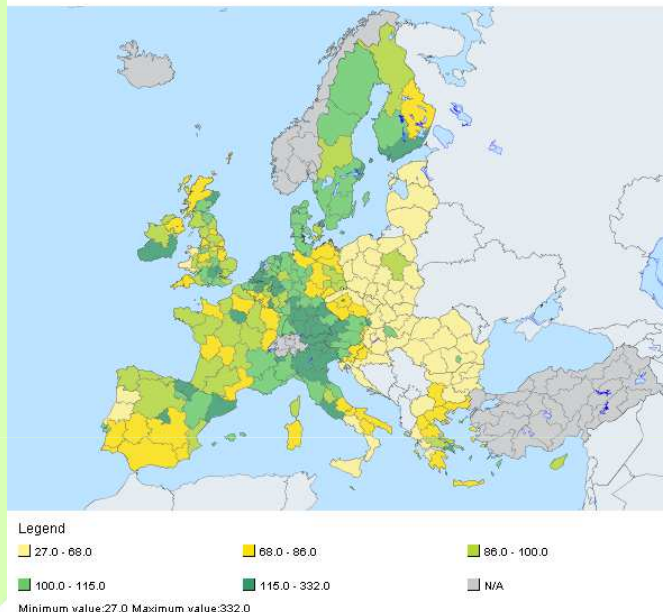 Legend
27.0 - 68.0 68.0 - 86.0 86.0 - 100.0
100.0 - 115.0 115.0 - 332.0 N/A
Minimum value:27.0 Maximum value:332.0